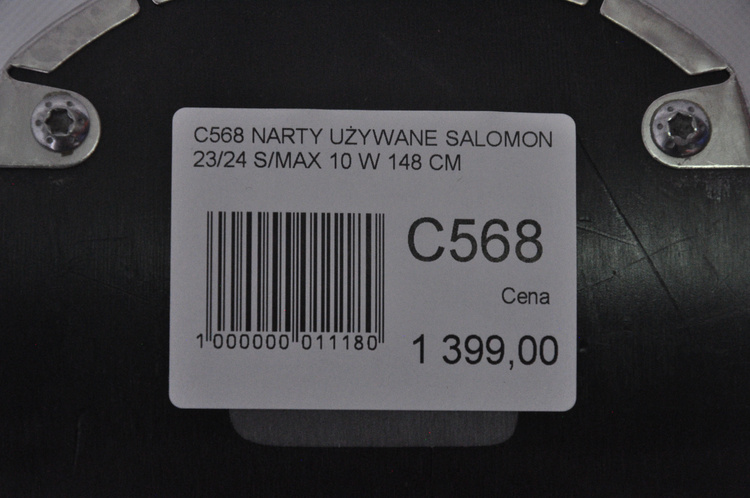 C568 NARTY UŻYWANE SALOMON
23/24 S/MAX 10 W 148 CM
C568
Cena
1 399,00
1 000000 011180